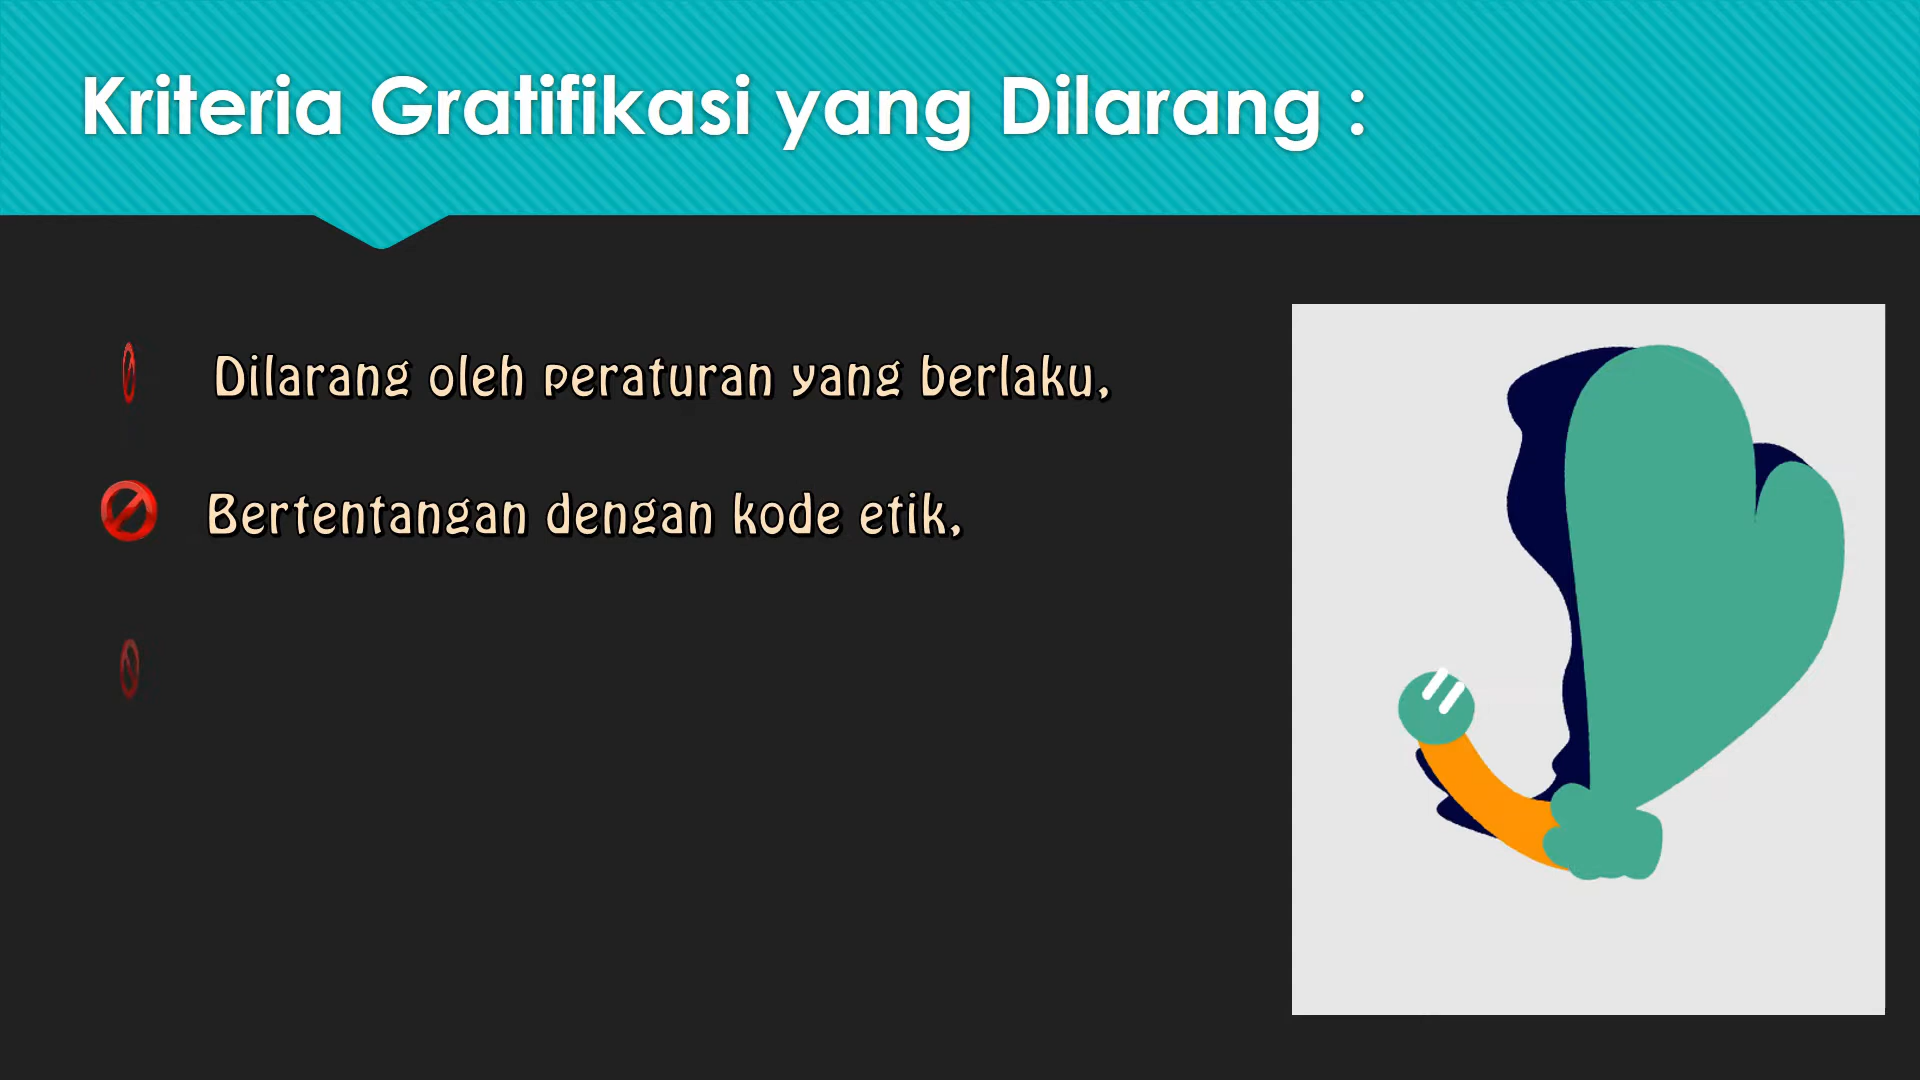 Kriteria Gratifikasi yang Dilarang :
Dilarang oleh peraturan yang berlaku,
Bertentangan dengan kode etik,